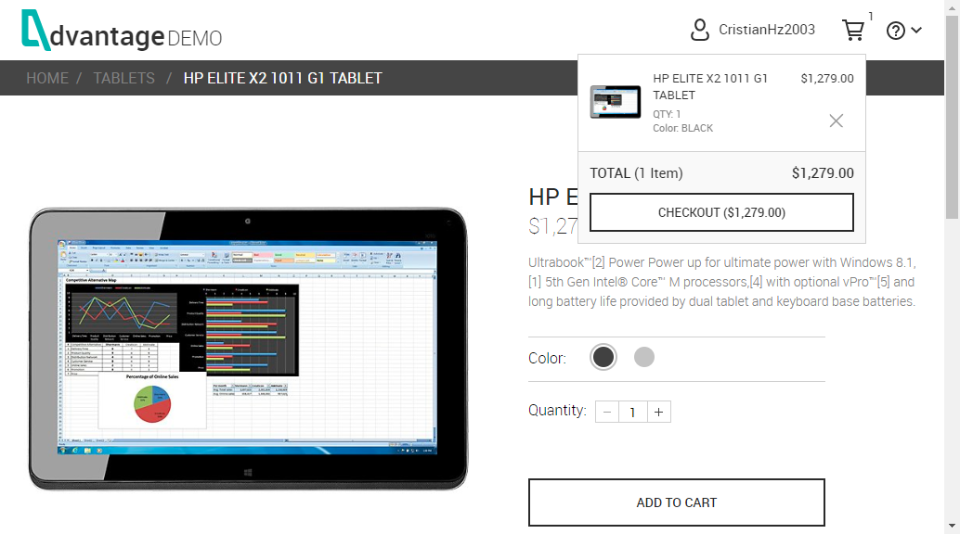 Advantage DEMO
CristianHz2003
1
?
HOME / TABLETS / HP ELITE X2 1011 G1 TABLET
HP ELITE X2 1011 G1 $1,279.00
TABLET
QTY: 1
Color: BLACK
TOTAL (1 Item) $1,279.00
CHECKOUT ($1,279.00)
HP E
$1,27
Ultrabook™[2] Power Power up for ultimate power with Windows 8.1,
[1] 5th Gen Intel® Core™ M processors,[4] with optional vPro™[5] and
long battery life provided by dual tablet and keyboard base batteries.
Color:
Quantity: − 1 +
ADD TO CART
Competitive Alternative Map
Percentage of Online Sales